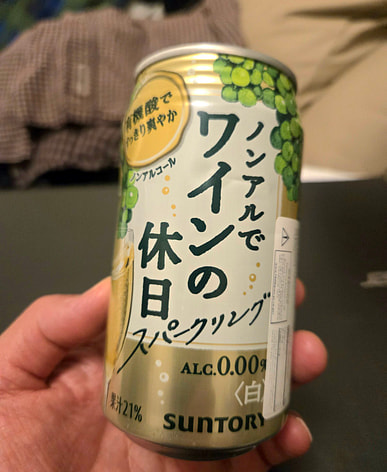 有機酸で
すっきり爽やか
ノンアルコール
ノンアルで
ワインの
休日
スパークリング
ALC.0.00%
〈白〉
果汁21%
SUNTORY